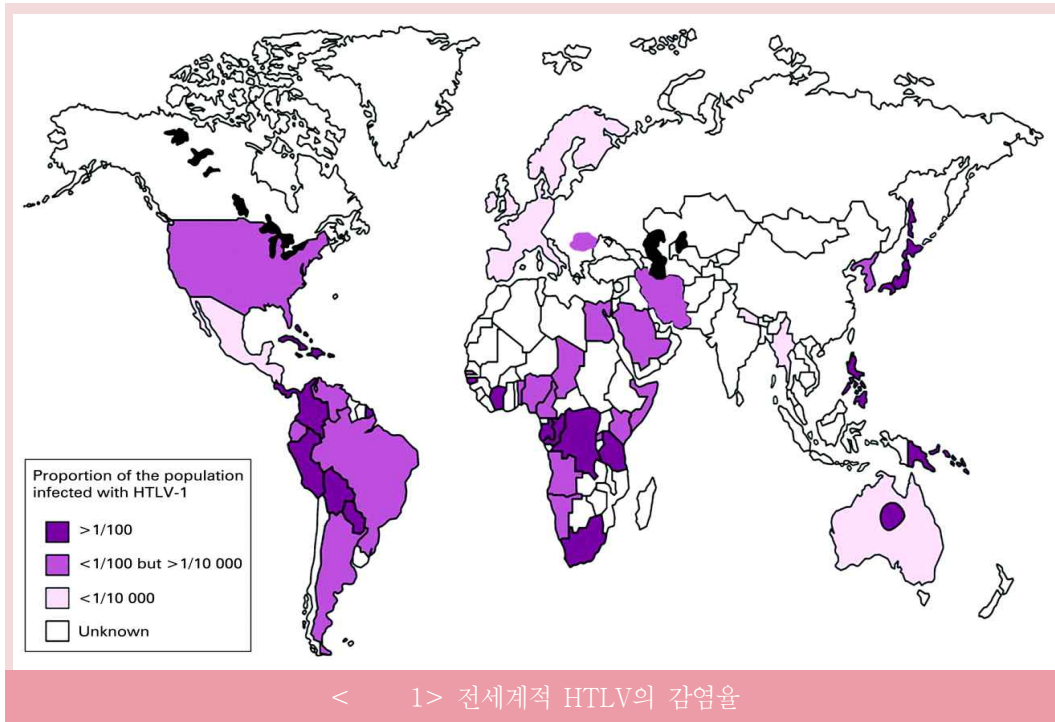 Proportion of the population
infected with HTLV-1
>1/100
<1/100 but >1/10 000
<1/10 000
Unknown
< 1> 전세계적 HTLV의 감염율